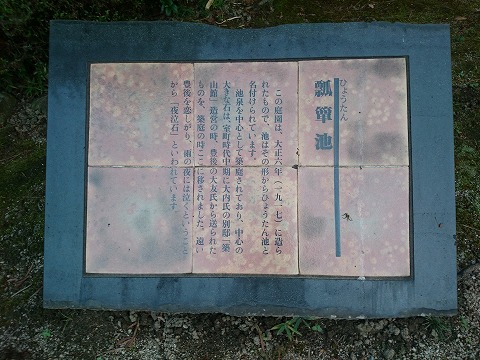 ひょうたん
瓢箪池
この庭園は、大正六年（一九一七）に造ら
れたもので、池はその形からひょうたん池と
名付けられています。
池泉を中心として築庭されており、中心の
大きな石は、室町時代中期に大内氏の別邸「築
山館」造営の時、豊後の大友氏から送られた
ものを、築庭の時ここに移されました。遠い
豊後を恋しがり、雨の夜には泣くということ
から「夜泣石」といわれています。